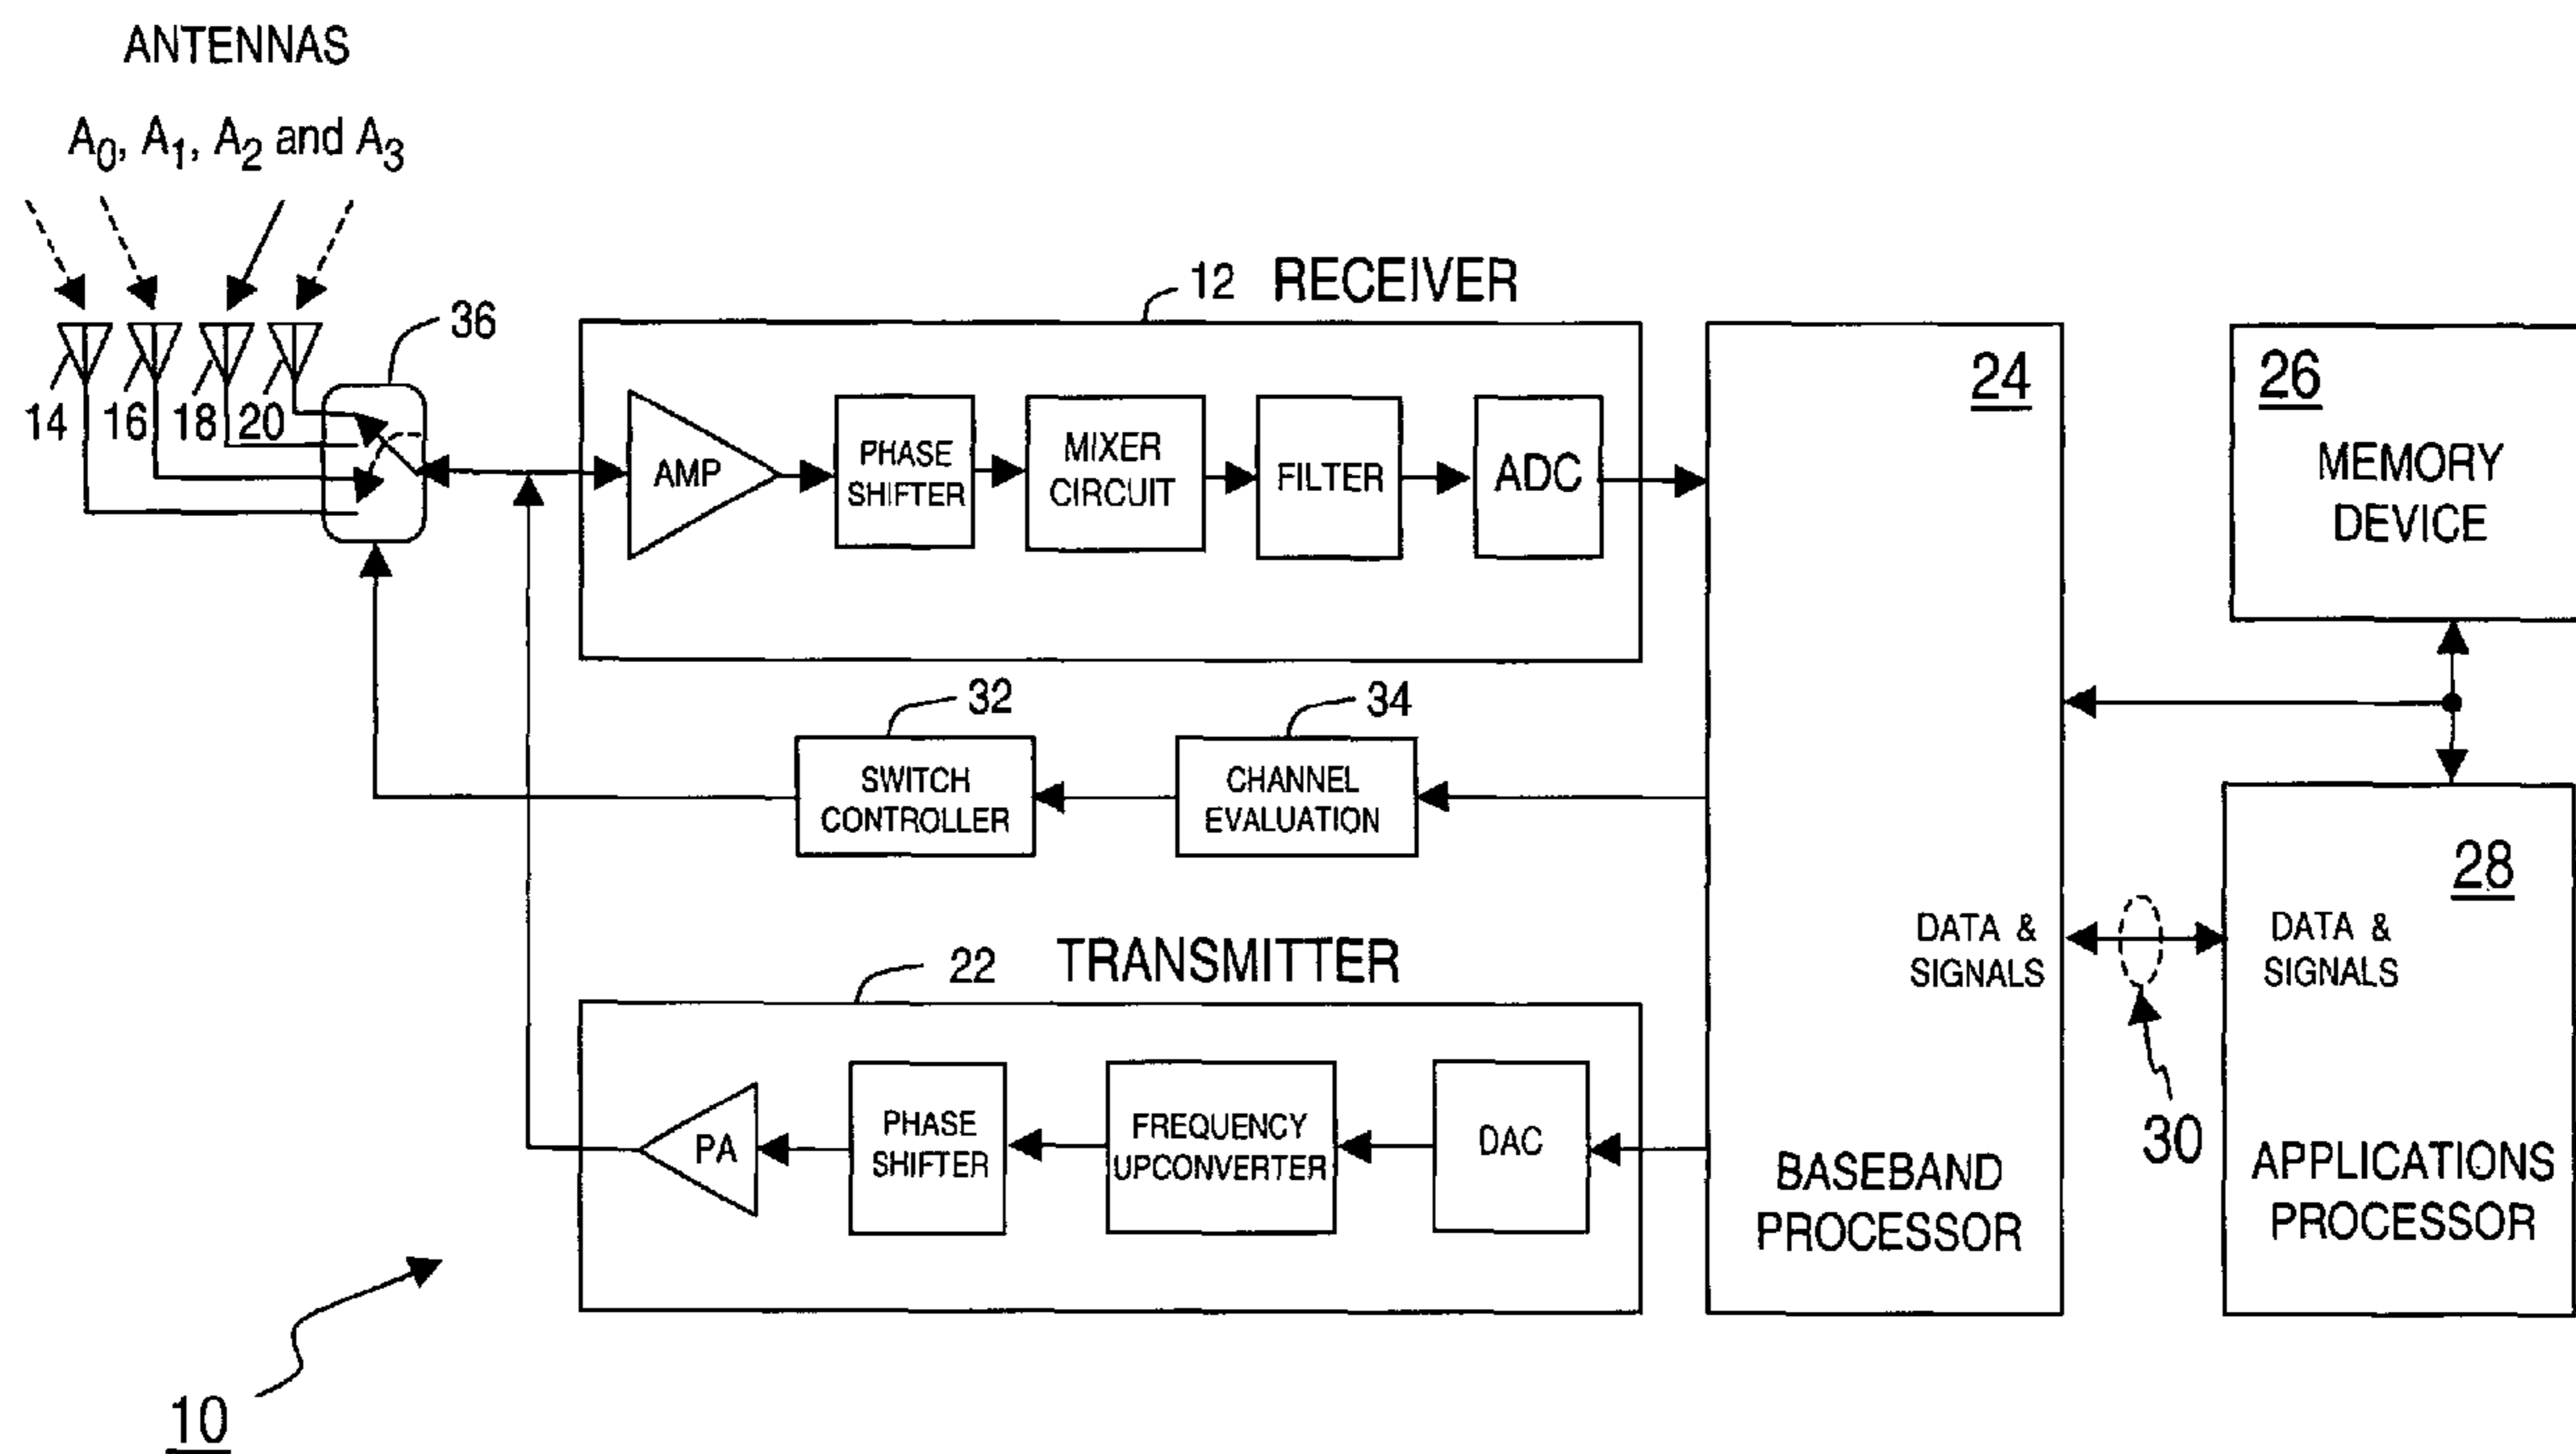 ANTENNAS
A0, A1, A2 and A3
36
14
16
18
20
12
RECEIVER
AMP
PHASE
SHIFTER
MIXER
CIRCUIT
FILTER
ADC
24
26
MEMORY
DEVICE
32
34
SWITCH
CONTROLLER
CHANNEL
EVALUATION
28
DATA &
SIGNALS
DATA &
SIGNALS
22
TRANSMITTER
PA
PHASE
SHIFTER
FREQUENCY
UPCONVERTER
DAC
BASEBAND
PROCESSOR
30
APPLICATIONS
PROCESSOR
10